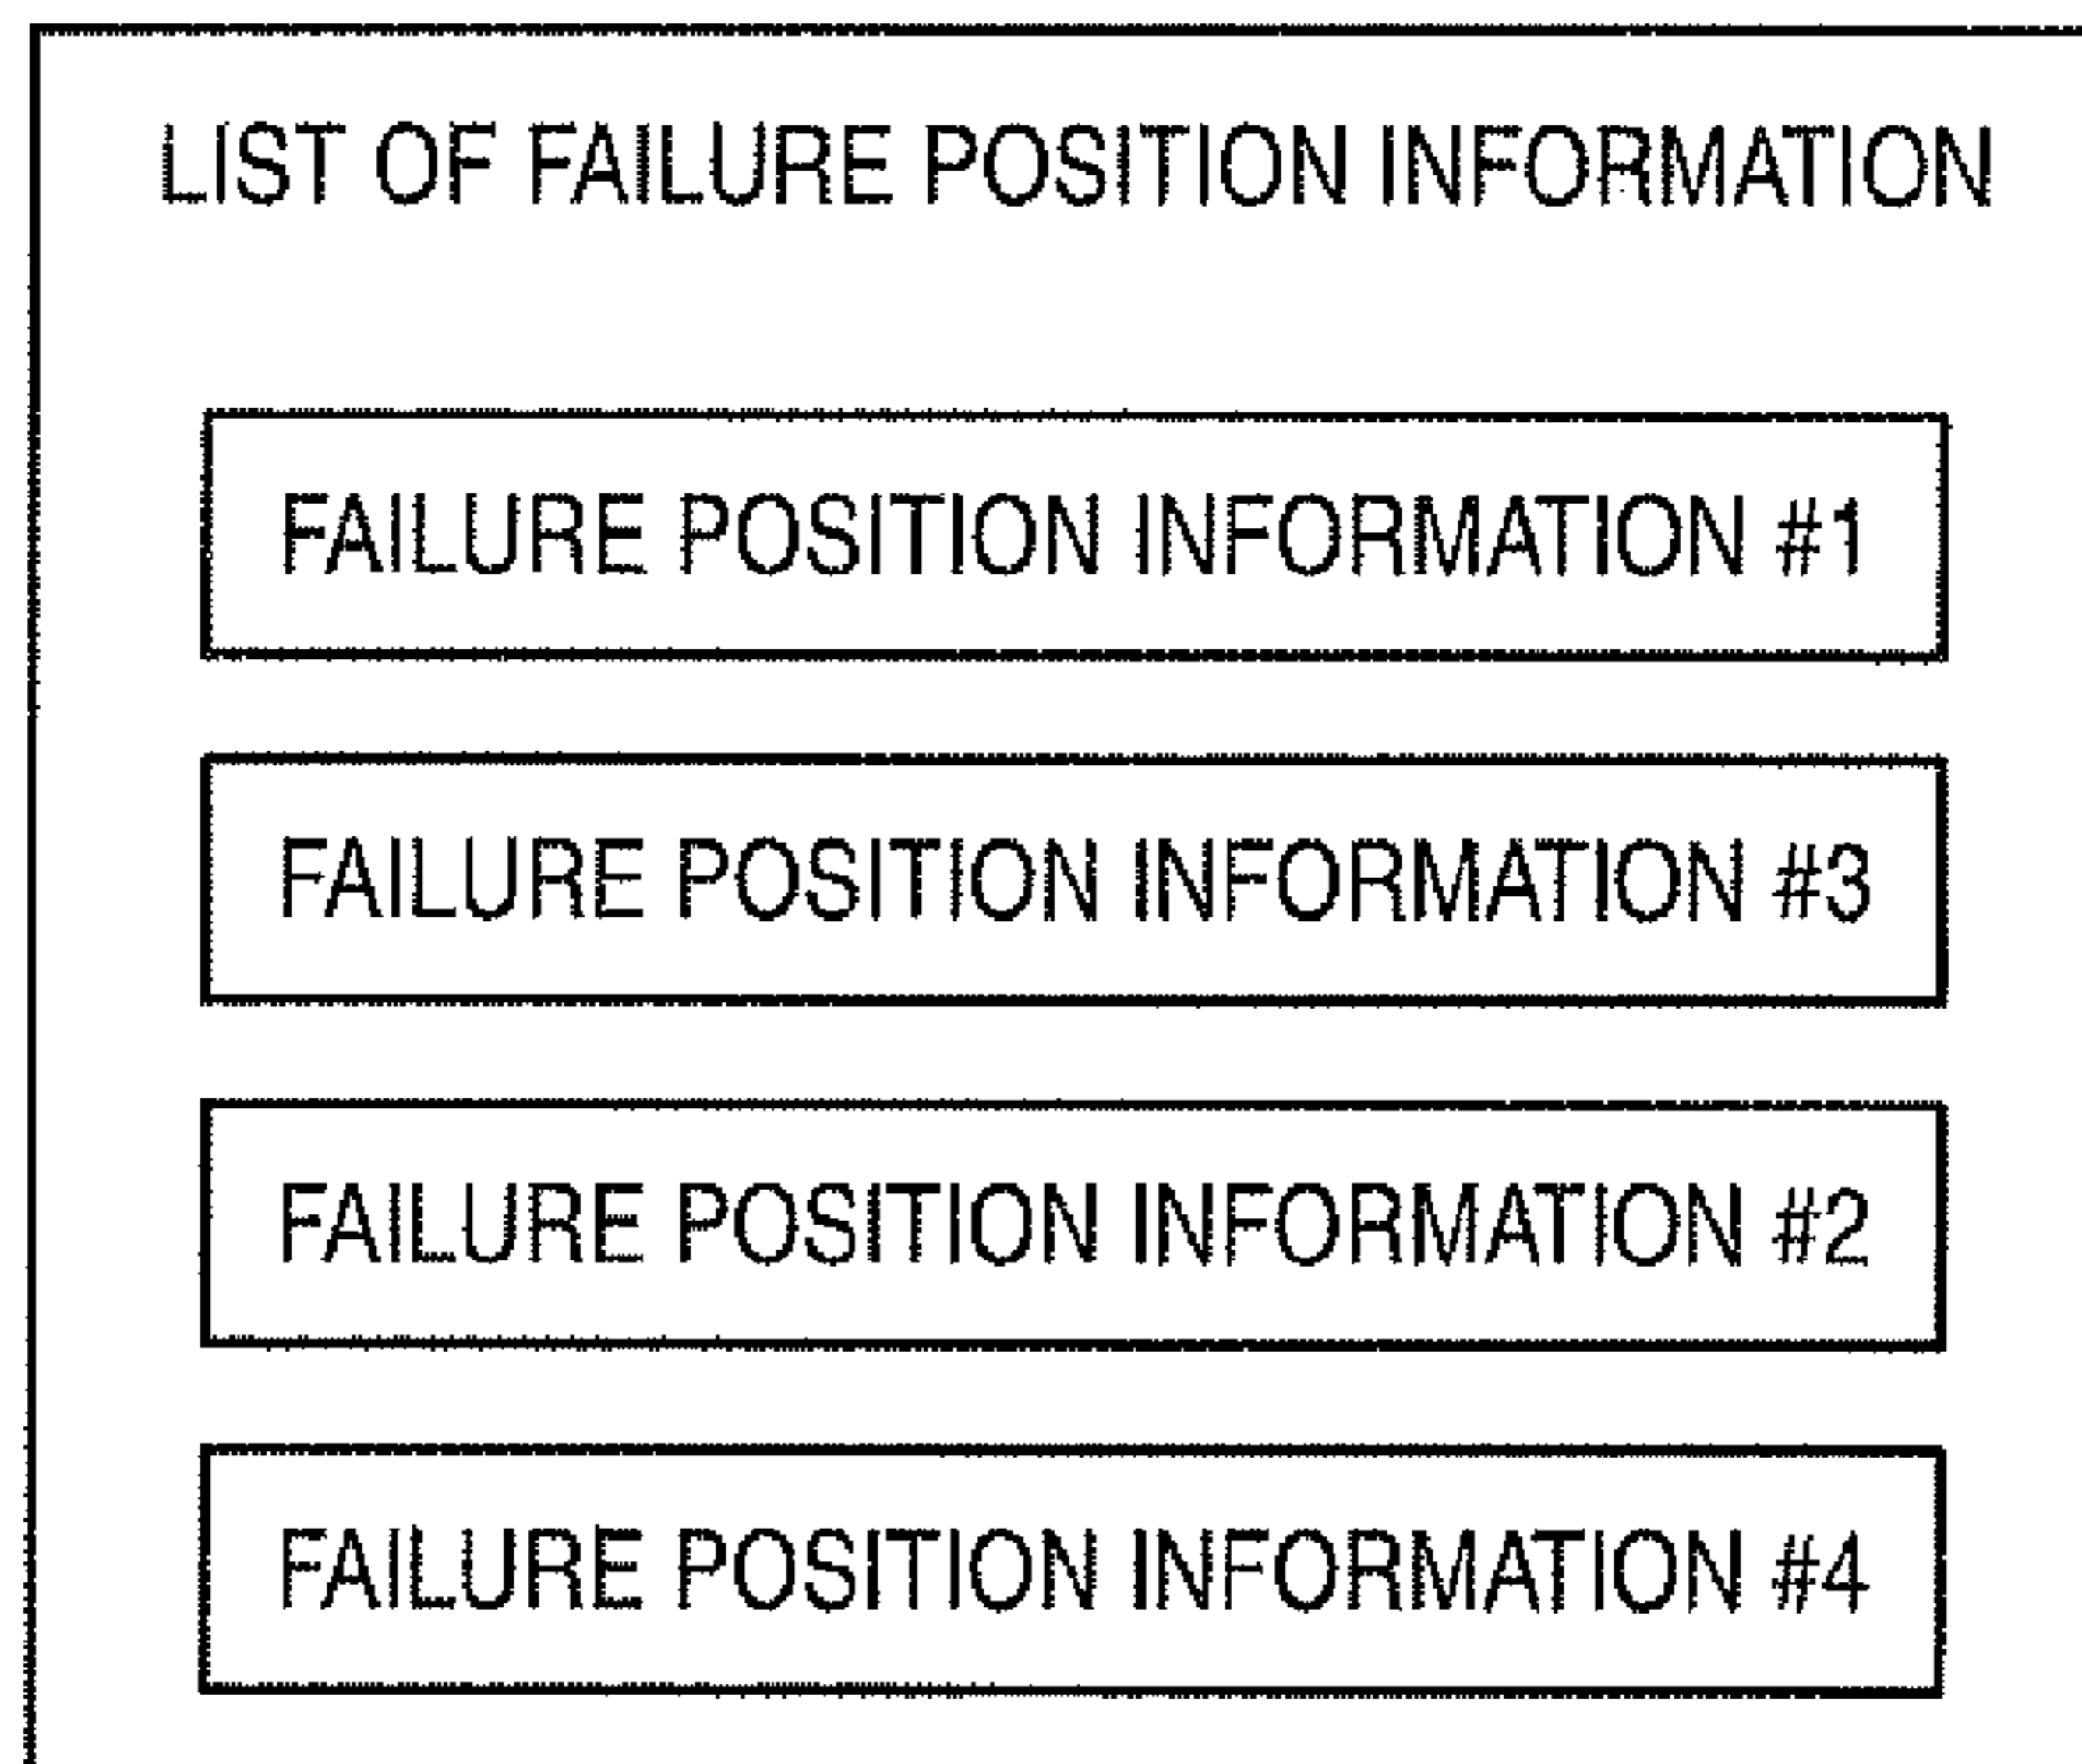 LIST OF FAILURE POSITION INFORMATION
FAILURE POSITION INFORMATION #1
FAILURE POSITION INFORMATION #3
FAILURE POSITION INFORMATION #2
FAILURE POSITION INFORMATION #4